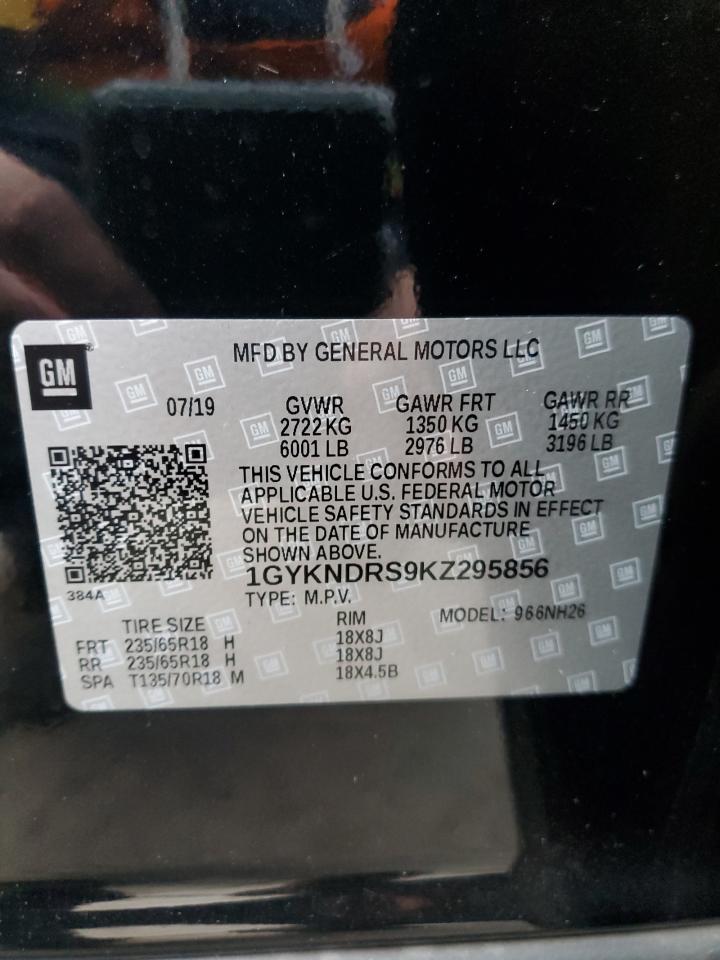 GM
MFD BY GENERAL MOTORS LLC
07/19 GVWR GAWR FRT GAWR RR
2722 KG 1350 KG 1450 KG
6001 LB 2976 LB 3196 LB
THIS VEHICLE CONFORMS TO ALL
APPLICABLE U.S. FEDERAL MOTOR
VEHICLE SAFETY STANDARDS IN EFFECT
ON THE DATE OF MANUFACTURE
SHOWN ABOVE.
1GYKNDRS9KZ295856
384A
TYPE: M.P.V.
TIRE SIZE RIM MODEL: 966NH26
FRT 235/65R18 H 18X8J
RR 235/65R18 H 18X8J
SPA T135/70R18 M 18X4.5B